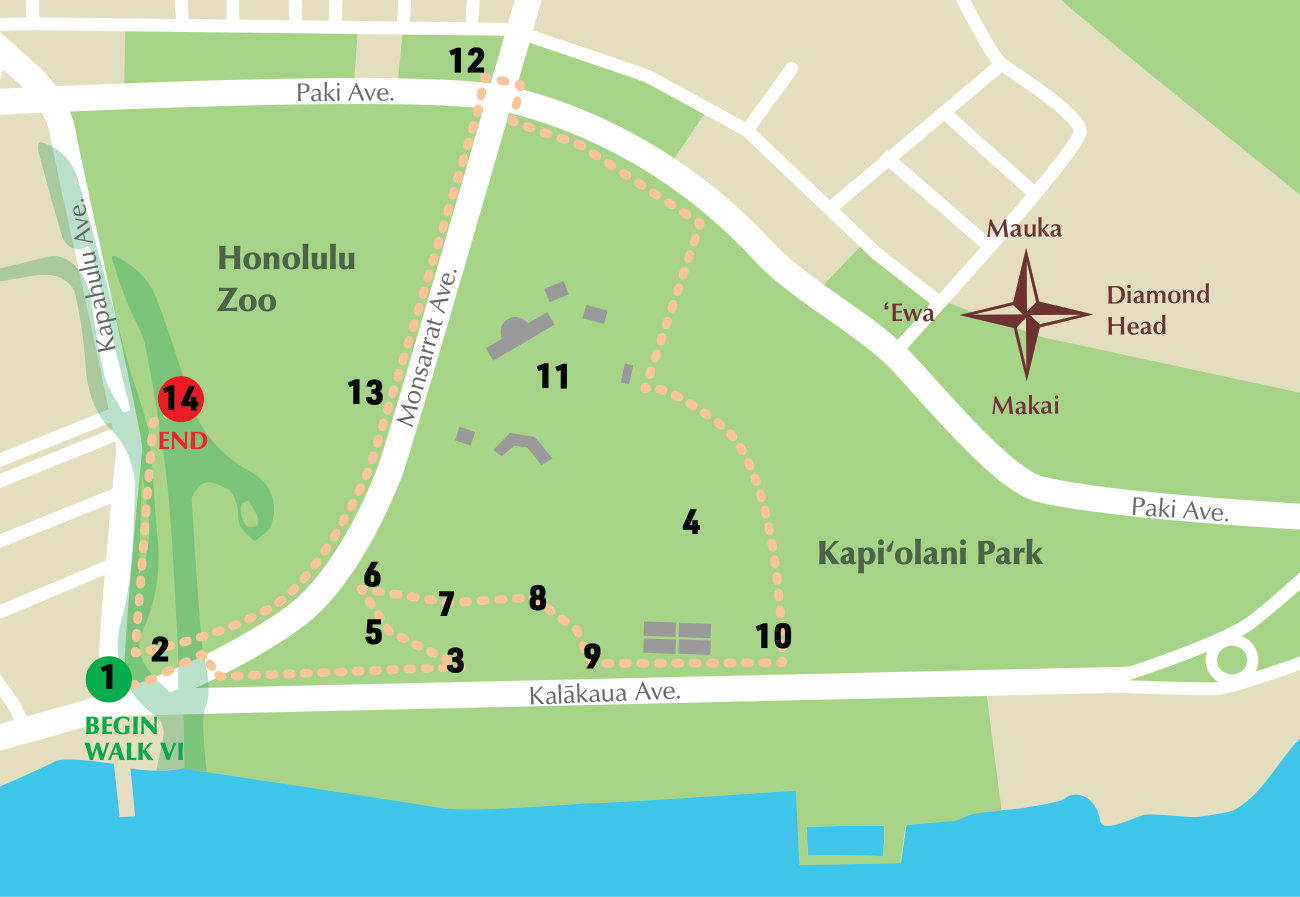 12
Paki Ave.
Kapahulu Ave.
Honolulu
Zoo
Mauka
‘Ewa
Diamond
Head
Makai
Monsarrat Ave.
11
13
14
END
4
Paki Ave.
Kapi‘olani Park
6
7
8
5
2
3
9
10
1
Kalākaua Ave.
BEGIN
WALK VI